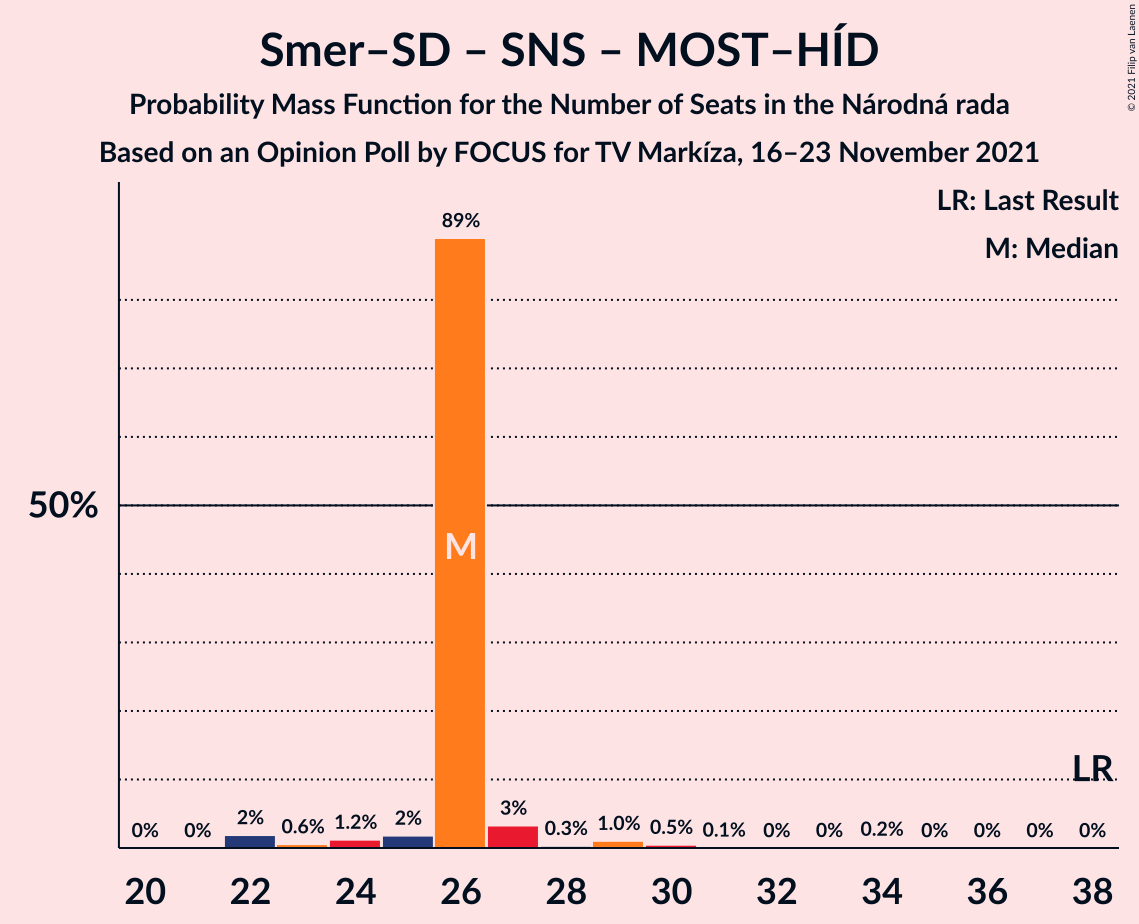 Smer–SD – SNS – MOST–HÍD
Probability Mass Function for the Number of Seats in the Národná rada
Based on an Opinion Poll by FOCUS for TV Markíza, 16–23 November 2021
© 2021 Filip van Laenen
LR: Last Result
M: Median
89%
50%
M
LR
0% 0% 2% 0.6% 1.2% 2% 3% 0.3% 1.0% 0.5% 0.1% 0% 0% 0.2% 0% 0% 0% 0%
20 22 24 26 28 30 32 34 36 38